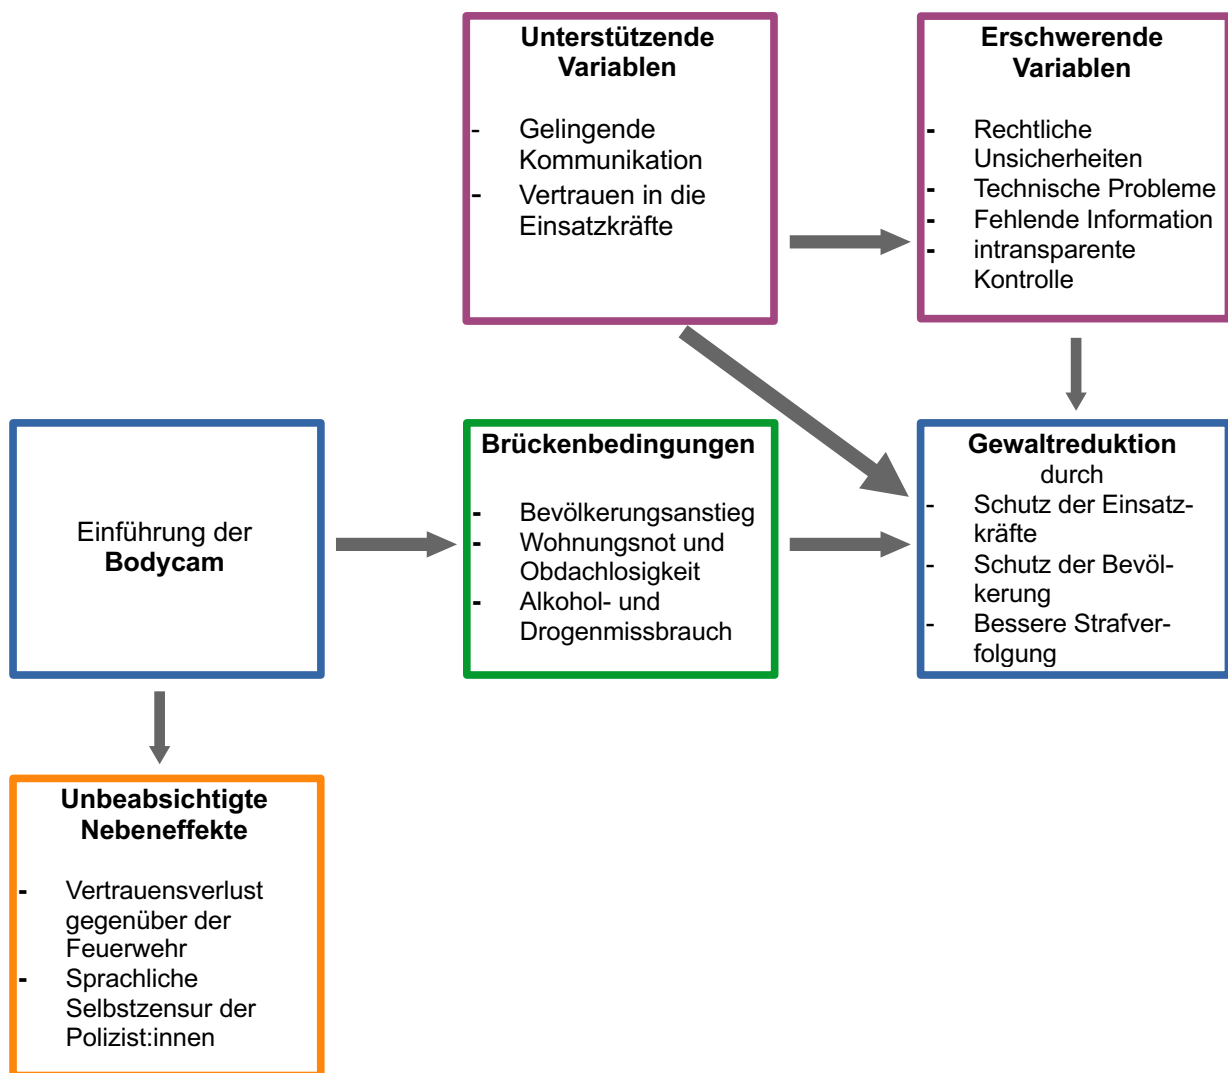 Unterstützende
Variablen
- Gelingende
Kommunikation
- Vertrauen in die
Einsatzkräfte
Erschwerende
Variablen
- Rechtliche
Unsicherheiten
- Technische Probleme
- Fehlende Information
- intransparente
Kontrolle
Einführung der
Bodycam
Brückenbedingungen
- Bevölkerungsanstieg
- Wohnungsnot und
Obdachlosigkeit
- Alkohol- und
Drogenmissbrauch
Gewaltreduktion
durch
- Schutz der Einsatz-
kräfte
- Schutz der Bevöl-
kerung
- Bessere Strafver-
folgung
Unbeabsichtigte
Nebeneffekte
- Vertrauensverlust
gegenüber der
Feuerwehr
- Sprachliche
Selbstzensur der
Polizist:innen